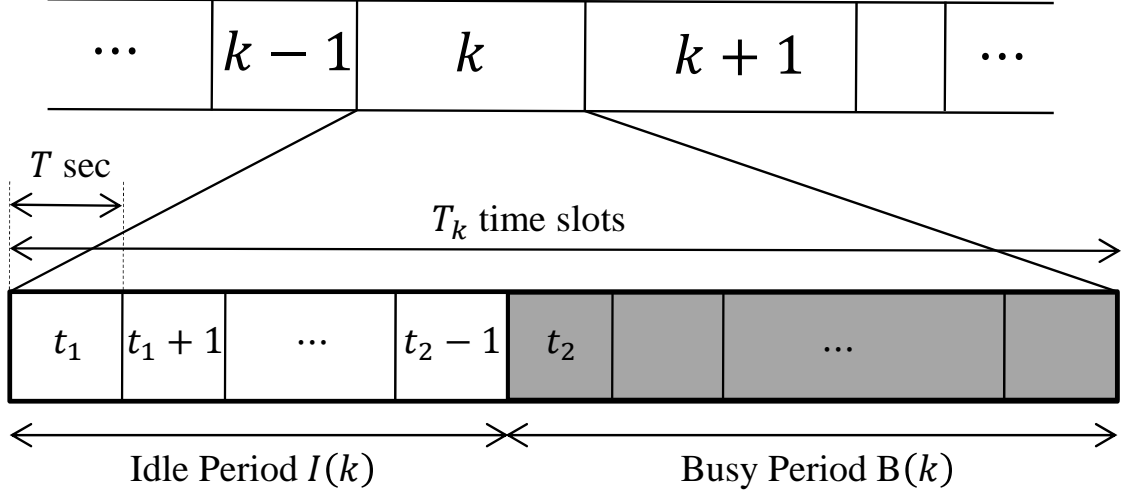 ⋯ k − 1 k k + 1 ⋯
T sec
T_k time slots
t_1 t_1 + 1 ⋯ t_2 − 1 t_2 ⋯
Idle Period I(k) Busy Period B(k)